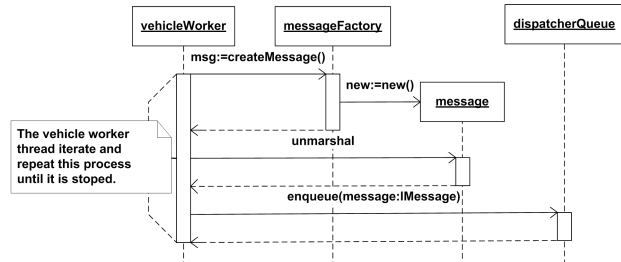 vehicleWorker
messageFactory
dispatcherQueue
msg:=createMessage()
new:=new()
message
The vehicle worker
thread iterate and
repeat this process
until it is stoped.
unmarshal
enqueue(message:IMessage)